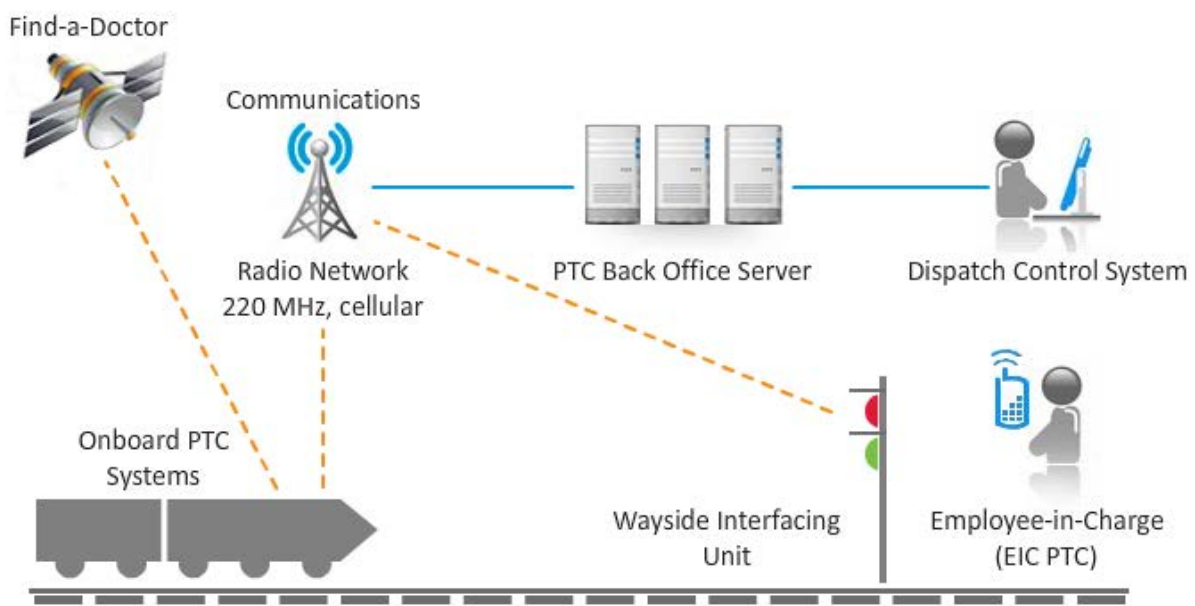 Find-a-Doctor
Communications
Radio Network
220 MHz, cellular
PTC Back Office Server
Dispatch Control System
Onboard PTC
Systems
Wayside Interfacing
Unit
Employee-in-Charge
(EIC PTC)